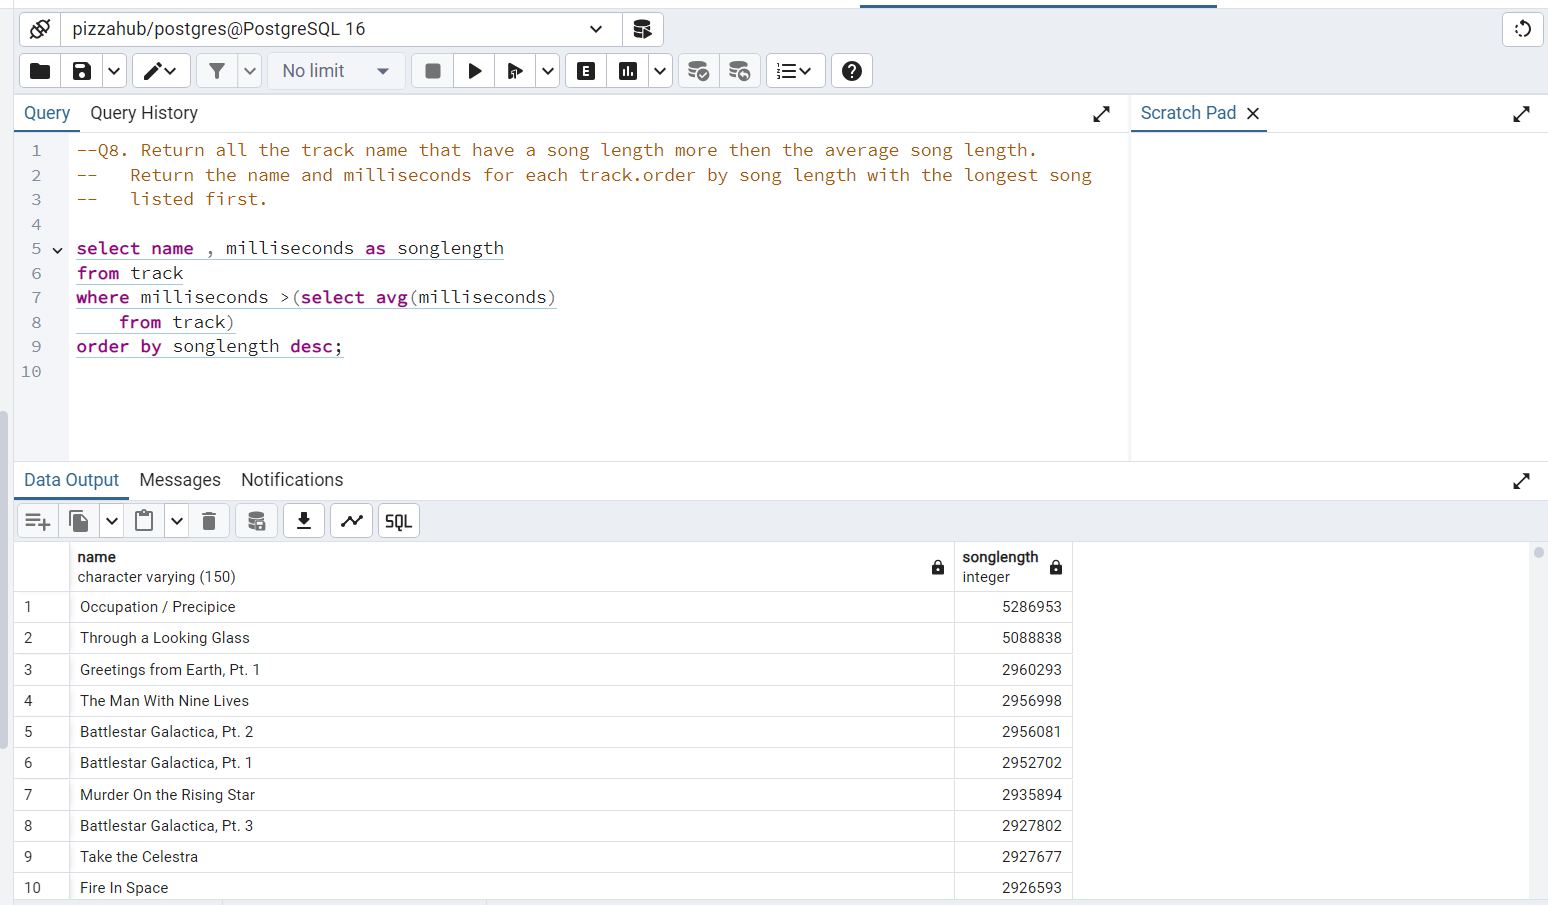 pizzahub/postgres@PostgreSQL 16
No limit
E
Query Query History
Scratch Pad
1 --Q8. Return all the track name that have a song length more then the average song length.
2 --   Return the name and milliseconds for each track.order by song length with the longest song
3 --   listed first.
4
5 select name , milliseconds as songlength
6 from track
7 where milliseconds >(select avg(milliseconds)
8     from track)
9 order by songlength desc;
10
Data Output Messages Notifications
SQL
name songlength
character varying (150) integer
1 Occupation / Precipice 5286953
2 Through a Looking Glass 5088838
3 Greetings from Earth, Pt. 1 2960293
4 The Man With Nine Lives 2956998
5 Battlestar Galactica, Pt. 2 2956081
6 Battlestar Galactica, Pt. 1 2952702
7 Murder On the Rising Star 2935894
8 Battlestar Galactica, Pt. 3 2927802
9 Take the Celestra 2927677
10 Fire In Space 2926593